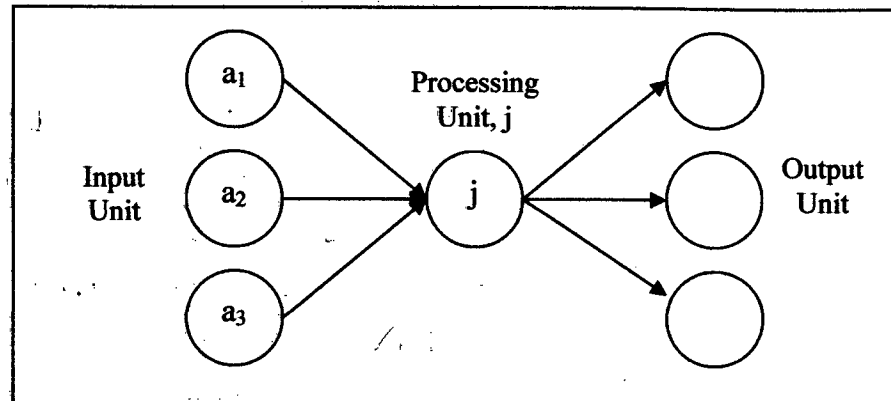 a₁
Processing
Unit, j
Input
Unit
a₂
j
Output
Unit
a₃